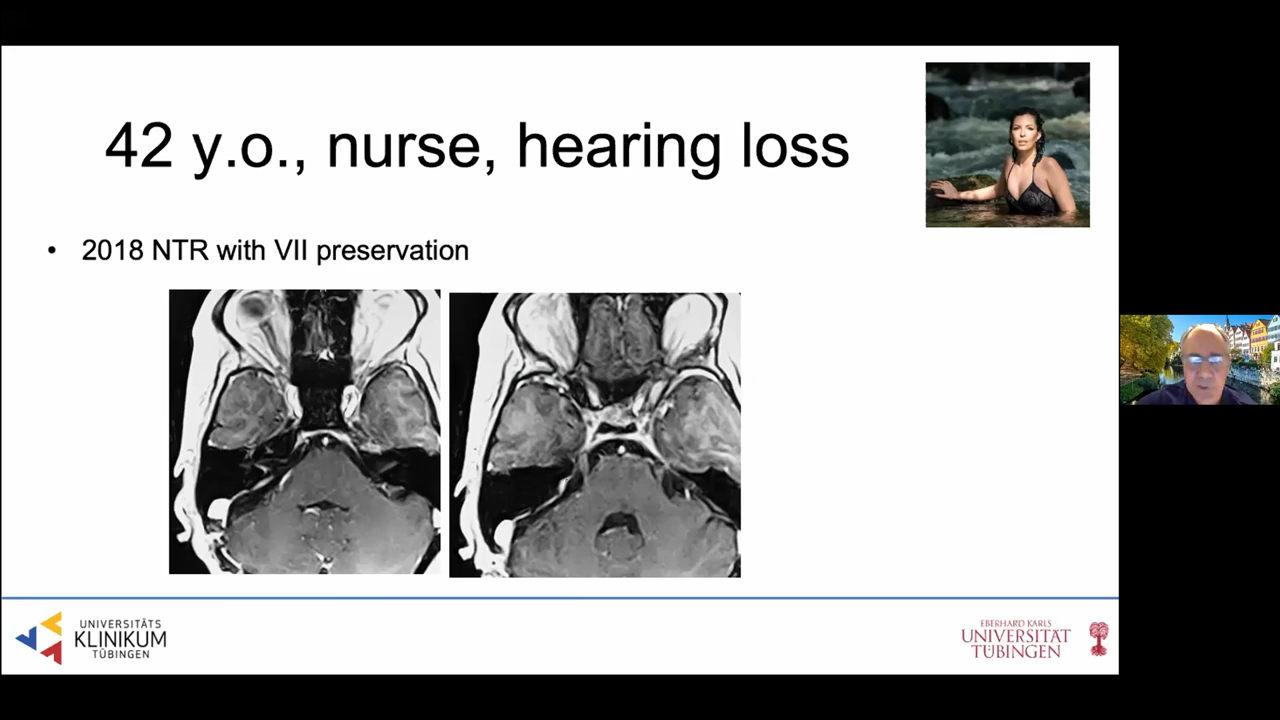 42 y.o., nurse, hearing loss
• 2018 NTR with VII preservation
UNIVERSITÄTS
KLINIKUM
TÜBINGEN
EBERHARD KARLS
UNIVERSITÄT
TÜBINGEN